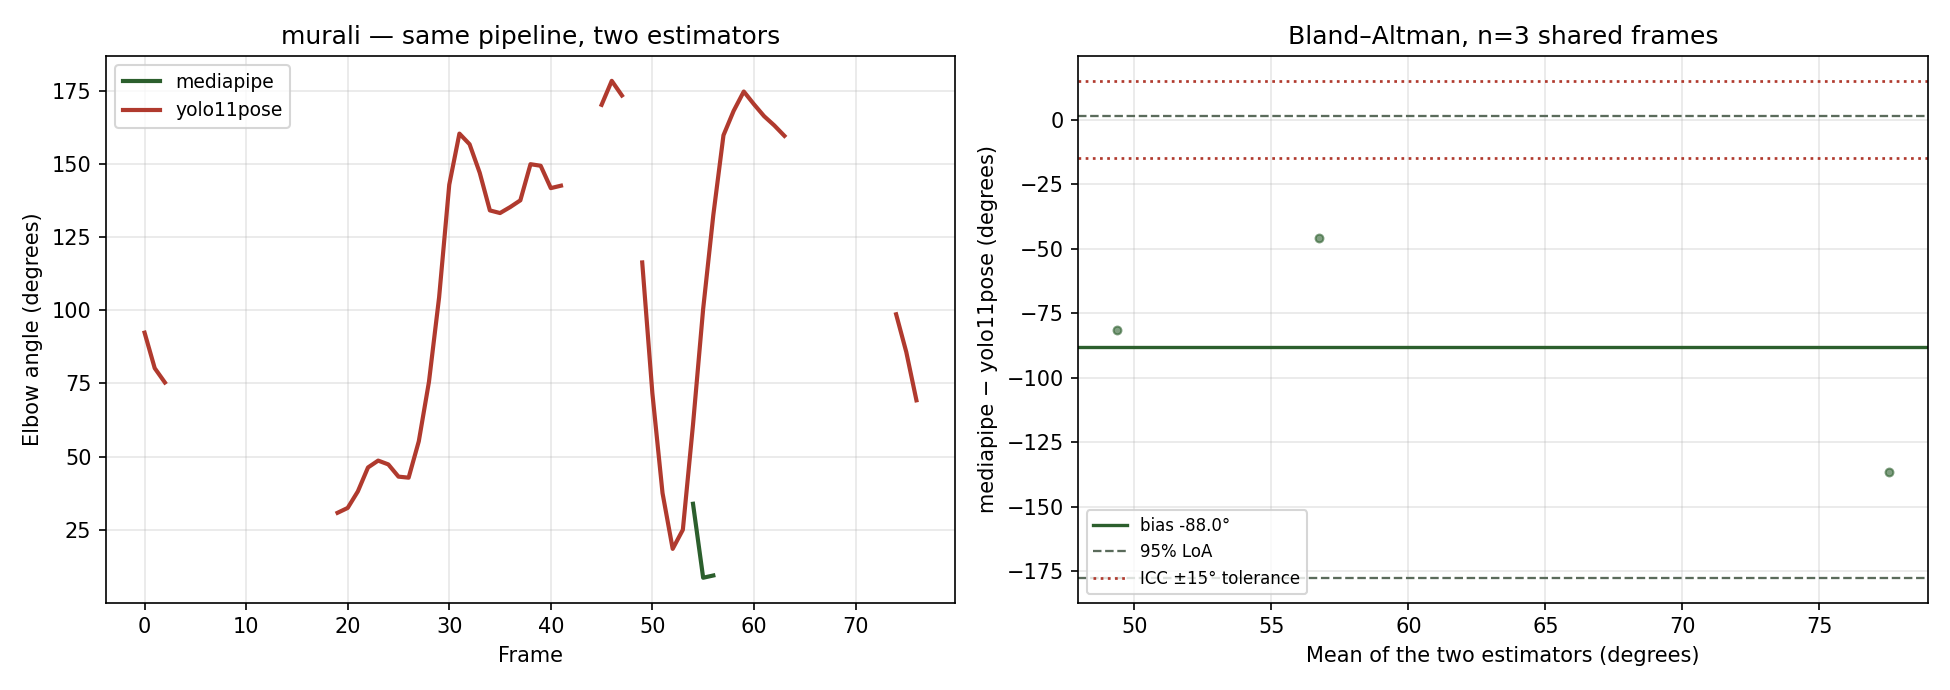 murali — same pipeline, two estimators
mediapipe
yolo11pose
Elbow angle (degrees)
175
150
125
100
75
50
25
0
10
20
30
40
50
60
70
Frame
Bland–Altman, n=3 shared frames
mediapipe − yolo11pose (degrees)
0
−25
−50
−75
−100
−125
−150
−175
bias -88.0°
95% LoA
ICC ±15° tolerance
50
55
60
65
70
75
Mean of the two estimators (degrees)